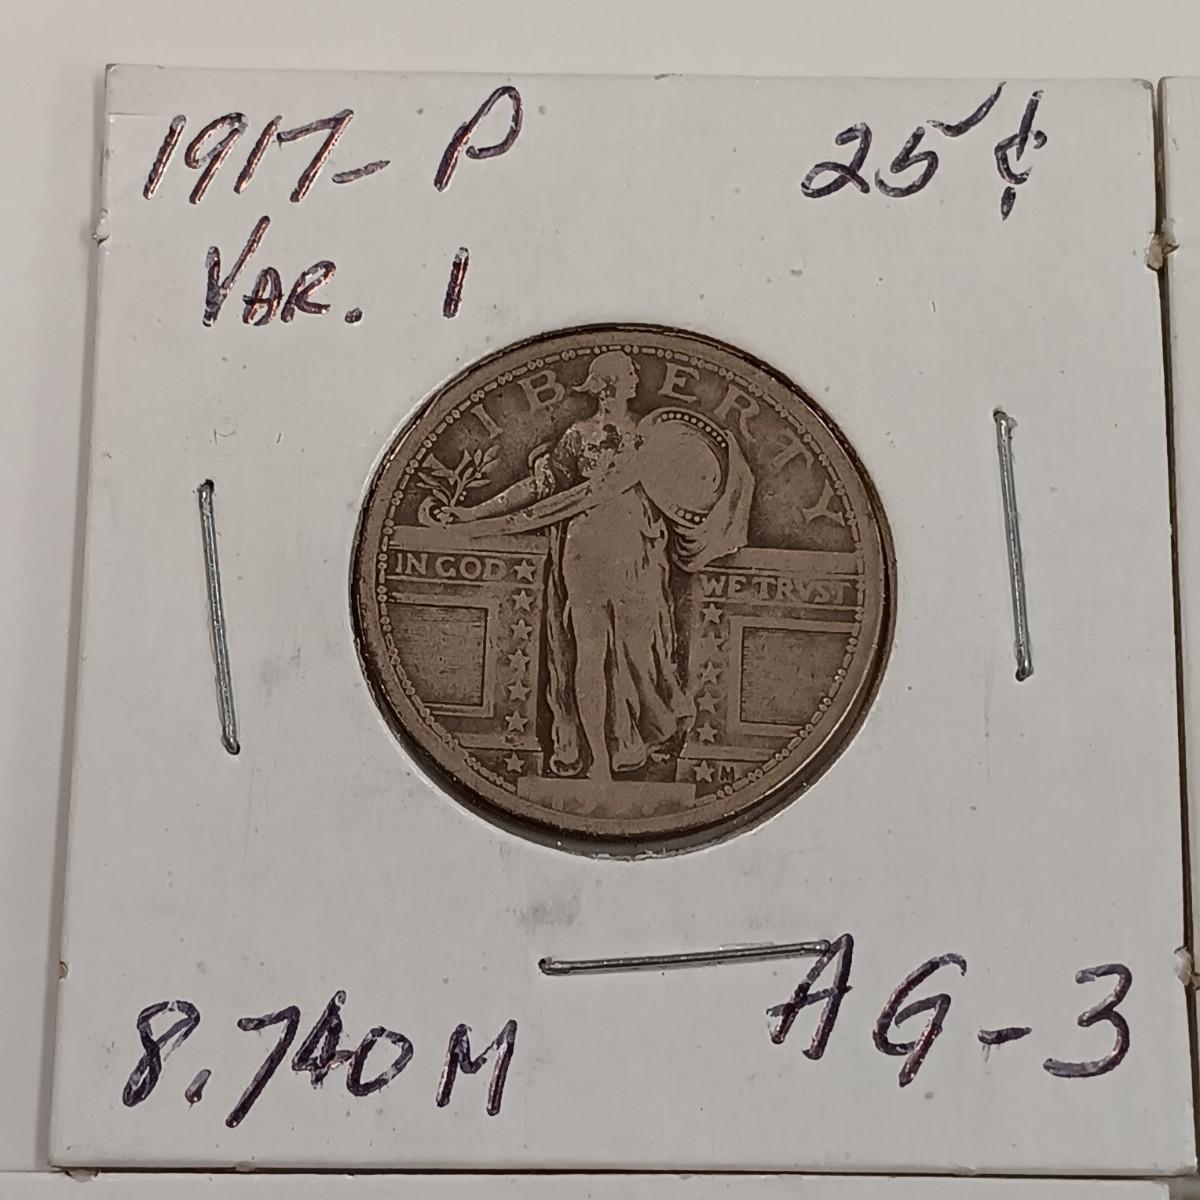 1917-P 25¢
VAR. 1
LIBERTY
IN GOD WE TRVST
M
8.740M AG-3